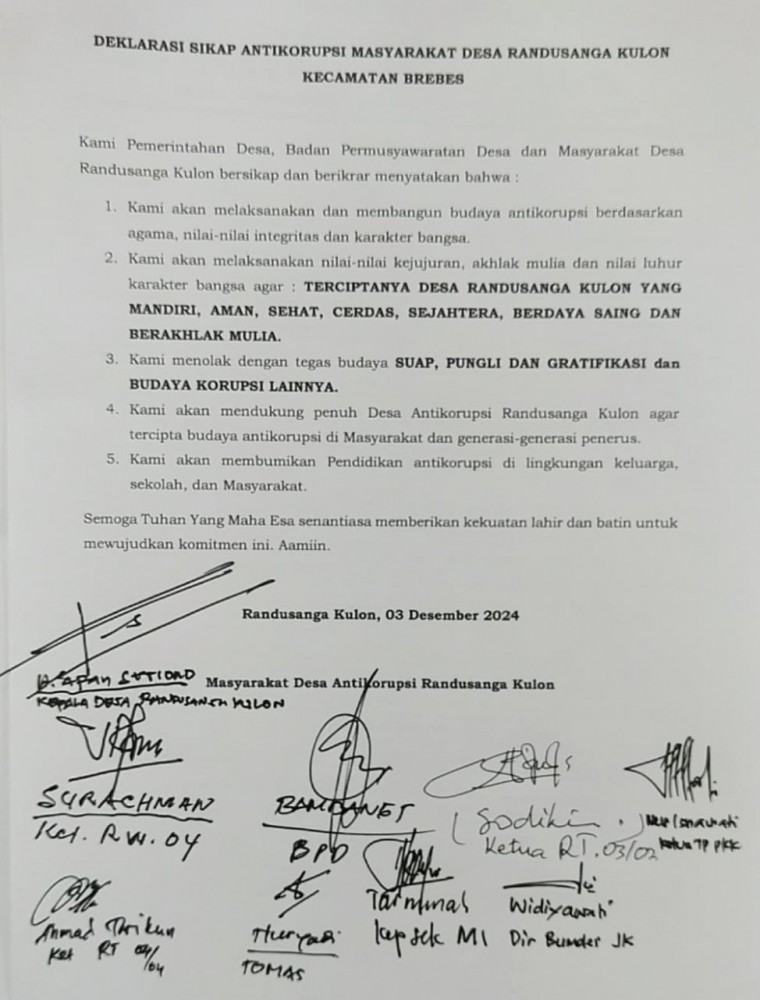 DEKLARASI SIKAP ANTIKORUPSI MASYARAKAT DESA RANDUSANGA KULON
KECAMATAN BREBES
Kami Pemerintahan Desa, Badan Permusyawaratan Desa dan Masyarakat Desa
Randusanga Kulon bersikap dan berikrar menyatakan bahwa :
1. Kami akan melaksanakan dan membangun budaya antikorupsi berdasarkan
agama, nilai-nilai integritas dan karakter bangsa.
2. Kami akan melaksanakan nilai-nilai kejujuran, akhlak mulia dan nilai luhur
karakter bangsa agar : TERCIPTANYA DESA RANDUSANGA KULON YANG
MANDIRI, AMAN, SEHAT, CERDAS, SEJAHTERA, BERDAYA SAING DAN
BERAKHLAK MULIA.
3. Kami menolak dengan tegas budaya SUAP, PUNGLI DAN GRATIFIKASI dan
BUDAYA KORUPSI LAINNYA.
4. Kami akan mendukung penuh Desa Antikorupsi Randusanga Kulon agar
tercipta budaya antikorupsi di Masyarakat dan generasi-generasi penerus.
5. Kami akan membumikan Pendidikan antikorupsi di lingkungan keluarga,
sekolah, dan Masyarakat.
Semoga Tuhan Yang Maha Esa senantiasa memberikan kekuatan lahir dan batin untuk
mewujudkan komitmen ini. Aamiin.
Randusanga Kulon, 03 Desember 2024
Masyarakat Desa Antikorupsi Randusanga Kulon
KEPALA DESA RANDUSANGA KULON
SURACHMAN
Ket. RW. 04
BPD
(Sodikin.)
Ketua RT. 03/02
Ketua TP PKK
Ahmad
Ket RT 04/04
TOMAS
Kepsek MI
Widiyawati
Dir Bumdes JK